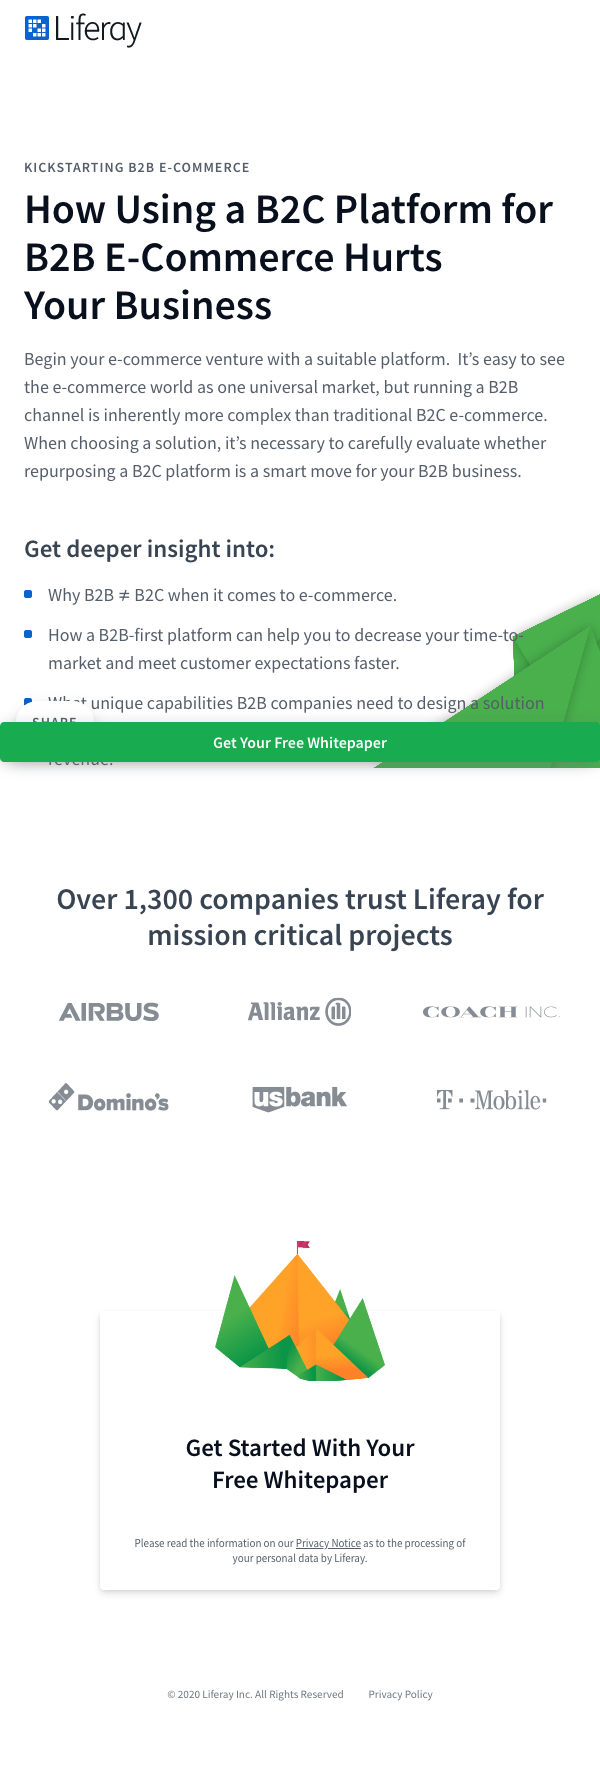 Liferay
KICKSTARTING B2B E-COMMERCE
How Using a B2C Platform for
B2B E-Commerce Hurts
Your Business
Begin your e-commerce venture with a suitable platform.  It’s easy to see
the e-commerce world as one universal market, but running a B2B
channel is inherently more complex than traditional B2C e-commerce.
When choosing a solution, it’s necessary to carefully evaluate whether
repurposing a B2C platform is a smart move for your B2B business.
Get deeper insight into:
Why B2B ≠ B2C when it comes to e-commerce.
How a B2B-first platform can help you to decrease your time-to-
market and meet customer expectations faster.
What unique capabilities B2B companies need to design a solution
SHARE
Get Your Free Whitepaper
revenue.
Over 1,300 companies trust Liferay for
mission critical projects
AIRBUS
Allianz
COACH INC.
Domino's
usbank
T · · Mobile ·
Get Started With Your
Free Whitepaper
Please read the information on our Privacy Notice as to the processing of
your personal data by Liferay.
© 2020 Liferay Inc. All Rights Reserved Privacy Policy